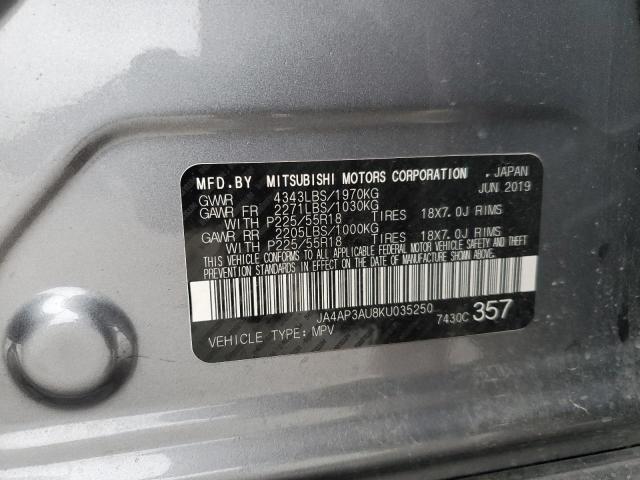 MFD. BY MITSUBISHI MOTORS CORPORATION . JAPAN
GVWR 4343LBS/1970KG JUN 2019
GAWR FR 2271LBS/1030KG
WITH P225/55R18 TIRES 18X7.0J RIMS
GAWR RR 2205LBS/1000KG
WITH P225/55R18 TIRES 18X7.0J RIMS
THIS VEHICLE CONFORMS TO ALL APPLICABLE FEDERAL MOTOR VEHICLE SAFETY AND THEFT
PREVENTION STANDARDS IN EFFECT ON THE DATE OF MANUFACTURE SHOWN ABOVE.
JA4AP3AU8KU035250
7430C 357
VEHICLE TYPE: MPV